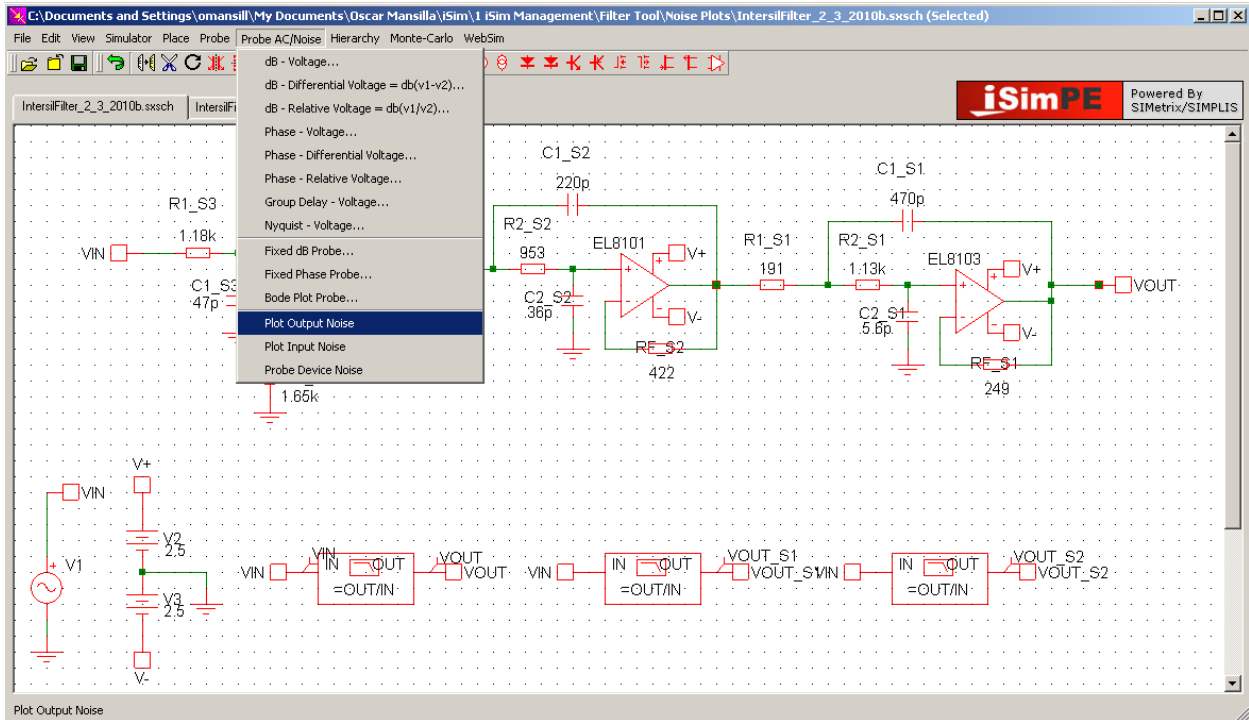 C:\Documents and Settings\omansill\My Documents\Oscar Mansilla\iSim\1 iSim Management\Filter Tool\Noise Plots\IntersilFilter_2_3_2010b.sxsch (Selected)
File Edit View Simulator Place Probe Probe AC/Noise Hierarchy Monte-Carlo WebSim
IntersilFilter_2_3_2010b.sxsch IntersilFi
iSimPE Powered By
SIMetrix/SIMPLIS
dB - Voltage...
dB - Differential Voltage = db(v1-v2)...
dB - Relative Voltage = db(v1/v2)...
Phase - Voltage...
Phase - Differential Voltage...
Phase - Relative Voltage...
Group Delay - Voltage...
Nyquist - Voltage...
Fixed dB Probe...
Fixed Phase Probe...
Bode Plot Probe...
Plot Output Noise
Plot Input Noise
Probe Device Noise
R1_S3
1.18k
VIN
C1_S3
47p
1.65k
C1_S2
220p
R2_S2
953
EL8101
V+
V-
C2_S2
36p
RF_S2
422
R1_S1
191
C1_S1
470p
R2_S1
1.13k
EL8103
V+
V-
VOUT
C2_S1
5.6p
RF_S1
249
V+
VIN
V1
V2
2.5
V3
2.5
V-
VIN VIN IN OUT VOUT VOUT
=OUT/IN
VIN IN OUT VOUT_S1 VOUT_S1
=OUT/IN
VIN IN OUT VOUT_S2 VOUT_S2
=OUT/IN
Plot Output Noise